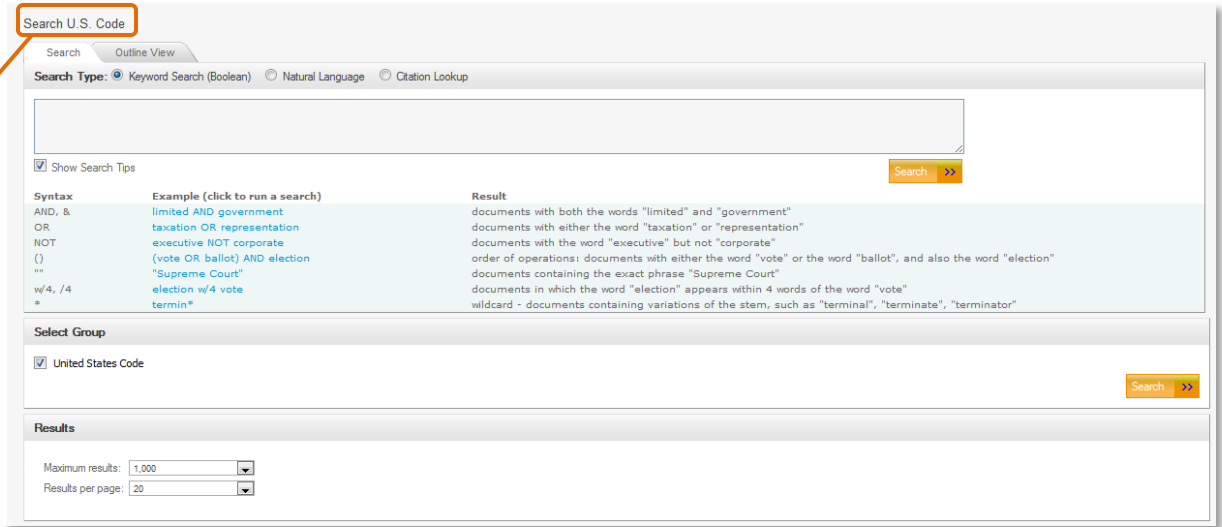 Search U.S. Code
Search Outline View
Search Type: Keyword Search (Boolean) Natural Language Citation Lookup
Show Search Tips
Search >>
Syntax Example (click to run a search) Result
AND, & limited AND government documents with both the words "limited" and "government"
OR taxation OR representation documents with either the word "taxation" or "representation"
NOT executive NOT corporate documents with the word "executive" but not "corporate"
() (vote OR ballot) AND election order of operations: documents with either the word "vote" or the word "ballot", and also the word "election"
"" "Supreme Court" documents containing the exact phrase "Supreme Court"
w/4, /4 election w/4 vote documents in which the word "election" appears within 4 words of the word "vote"
* termin* wildcard - documents containing variations of the stem, such as "terminal", "terminate", "terminator"
Select Group
United States Code
Search >>
Results
Maximum results: 1,000
Results per page: 20